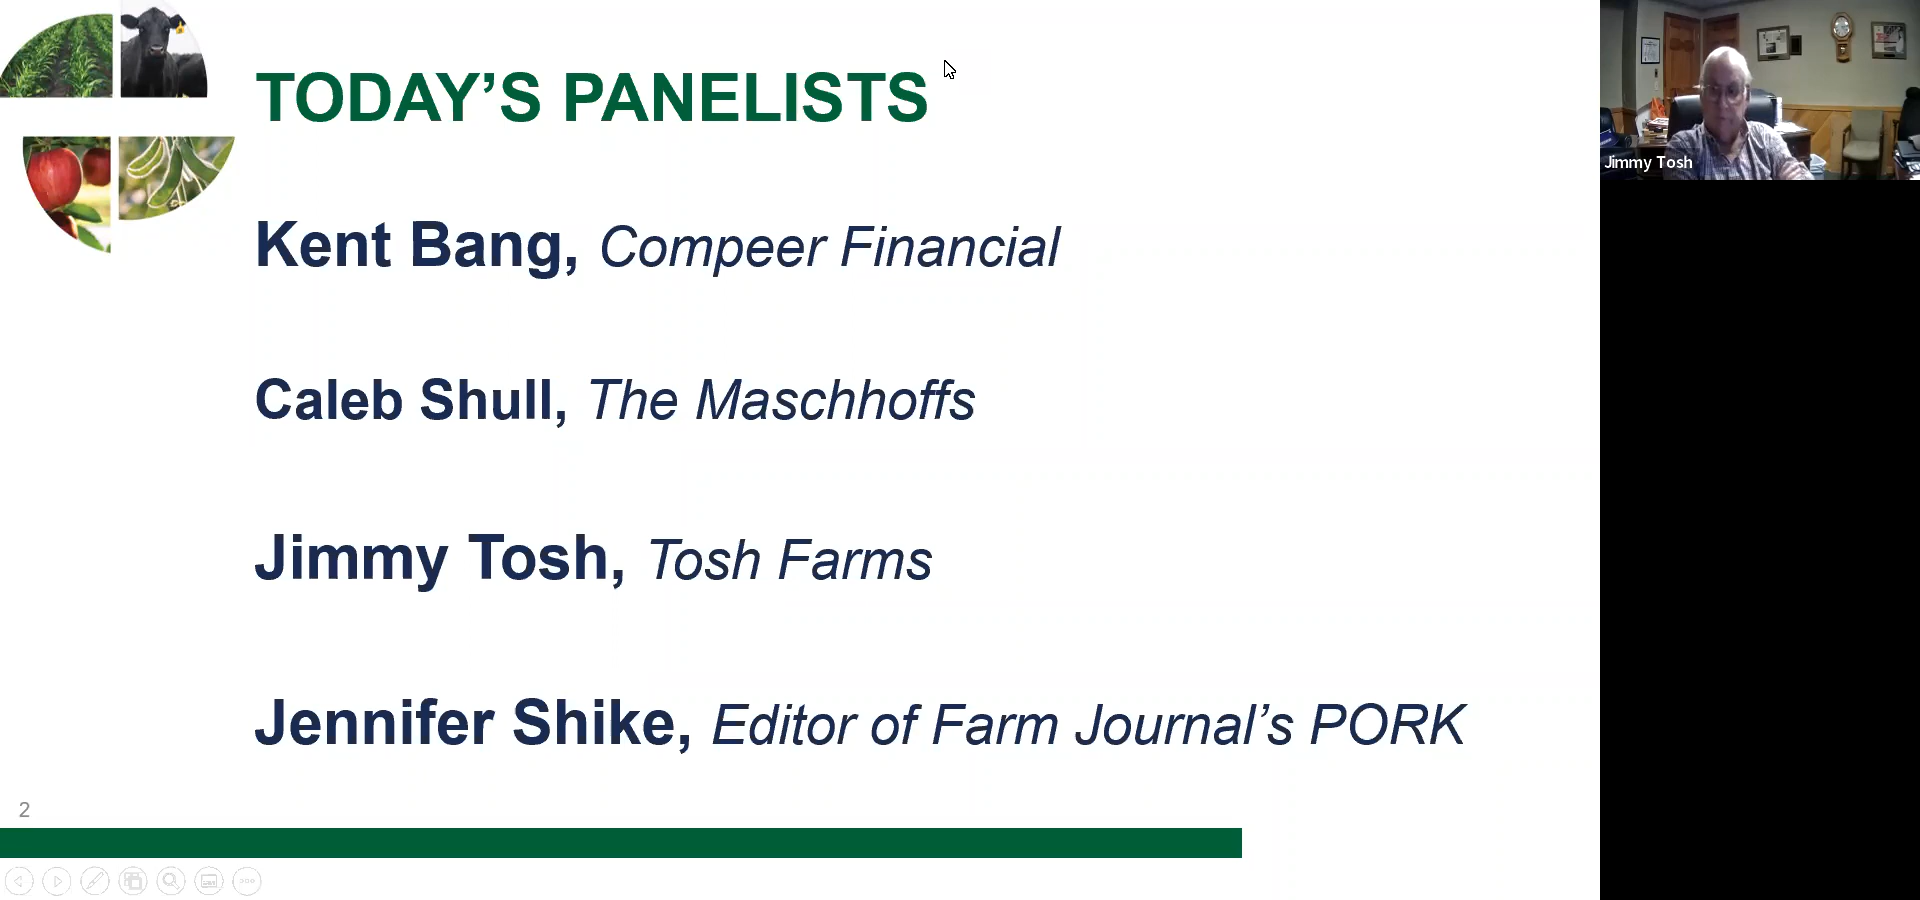 TODAY’S PANELISTS
Kent Bang, Compeer Financial
Caleb Shull, The Maschhoffs
Jimmy Tosh, Tosh Farms
Jennifer Shike, Editor of Farm Journal’s PORK
2
Jimmy Tosh